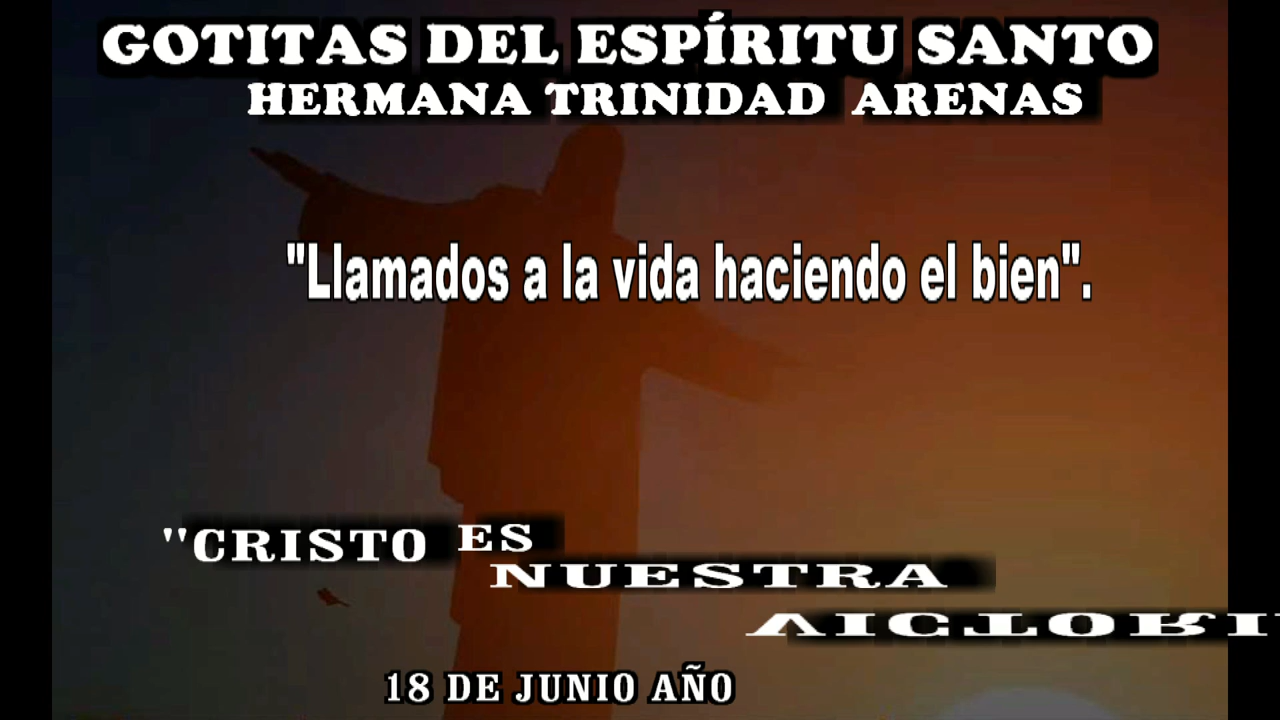 GOTITAS DEL ESPÍRITU SANTO
HERMANA TRINIDAD ARENAS
"Llamados a la vida haciendo el bien".
"CRISTO ES
NUESTRA
VICTORI
18 DE JUNIO AÑO